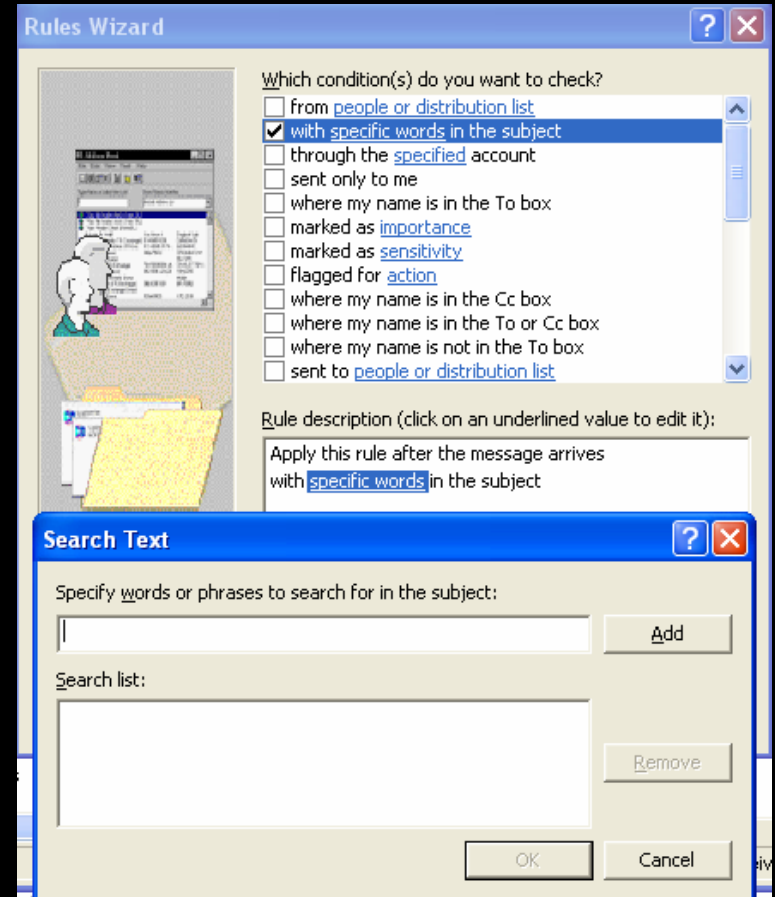 Rules Wizard
Which condition(s) do you want to check?
from people or distribution list
with specific words in the subject
through the specified account
sent only to me
where my name is in the To box
marked as importance
marked as sensitivity
flagged for action
where my name is in the Cc box
where my name is in the To or Cc box
where my name is not in the To box
sent to people or distribution list
Rule description (click on an underlined value to edit it):
Apply this rule after the message arrives
with specific words in the subject
Search Text
Specify words or phrases to search for in the subject:
Add
Search list:
Remove
OK
Cancel